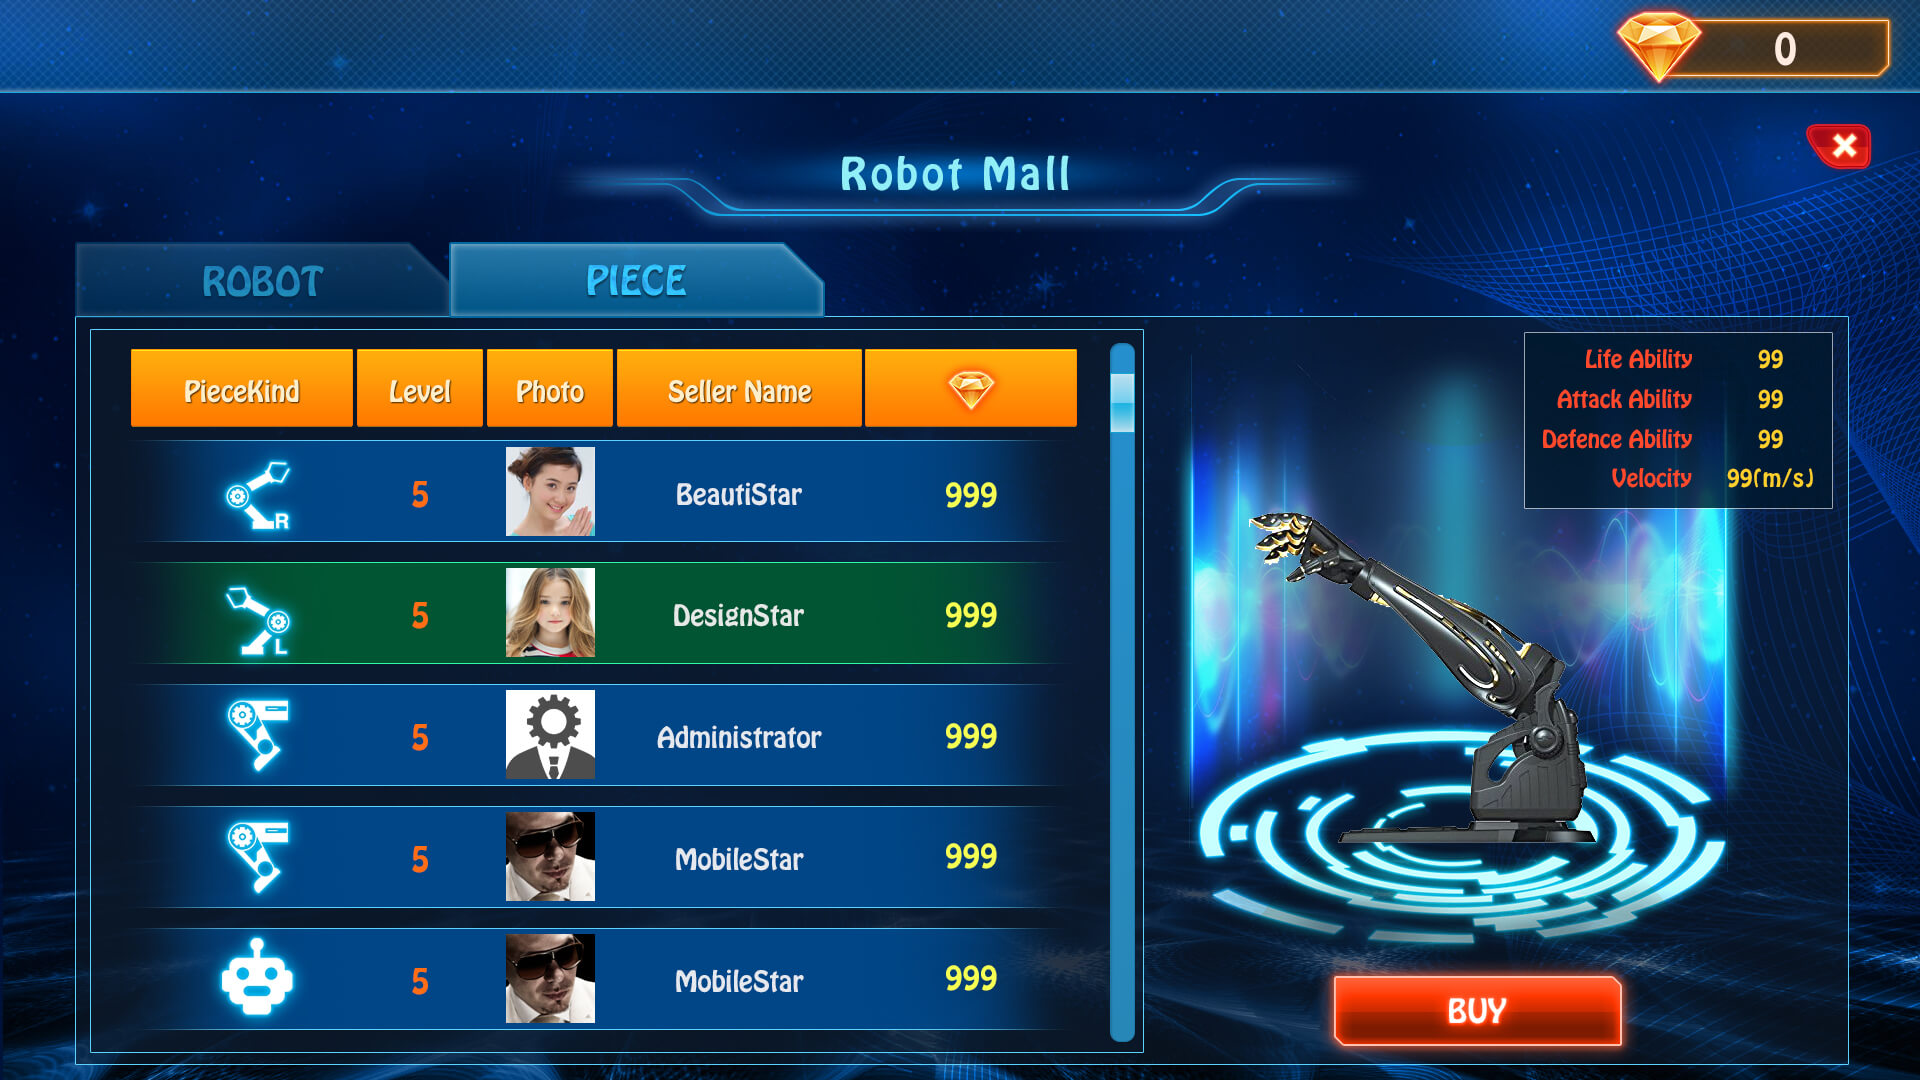 0
Robot Mall
ROBOT PIECE
PieceKind Level Photo Seller Name
R 5 BeautiStar 999
L 5 DesignStar 999
5 Administrator 999
5 MobileStar 999
5 MobileStar 999
Life Ability 99
Attack Ability 99
Defence Ability 99
Velocity 99(m/s)
BUY